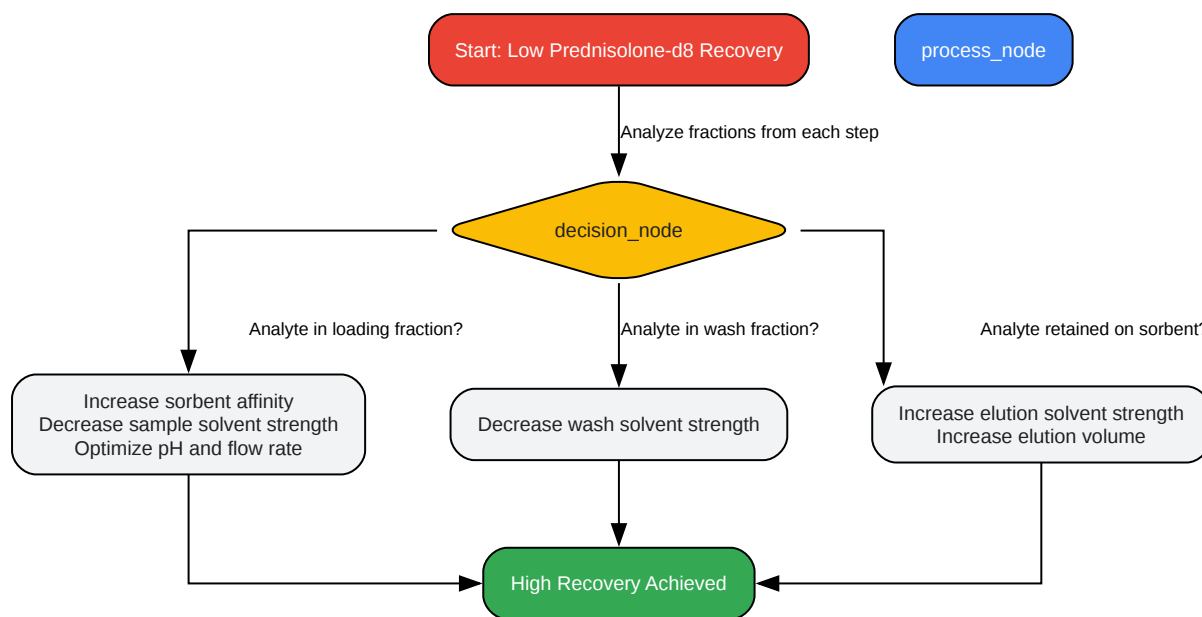 Start: Low Prednisolone-d8 Recovery
process_node
Analyze fractions from each step
decision_node
Analyte in loading fraction?
Analyte in wash fraction?
Analyte retained on sorbent?
Increase sorbent affinity
Decrease sample solvent strength
Optimize pH and flow rate
Decrease wash solvent strength
Increase elution solvent strength
Increase elution volume
High Recovery Achieved